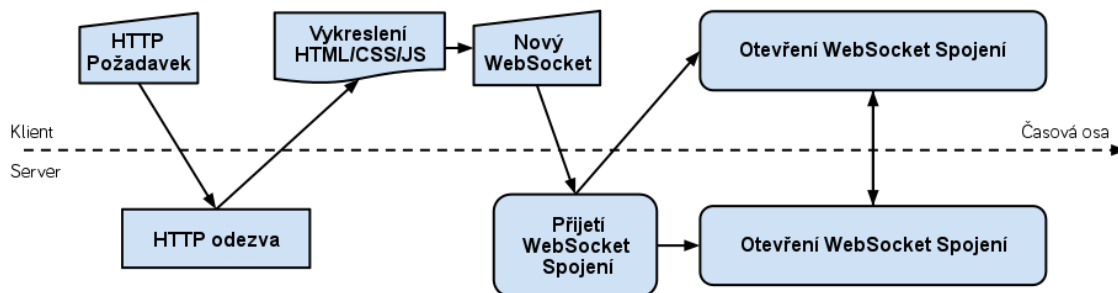 HTTP
Požadavek
Vykreslení
HTML/CSS/JS
Nový
WebSocket
Otevření WebSocket Spojení
Klient
Časová osa
Server
HTTP odezva
Přijetí
WebSocket
Spojení
Otevření WebSocket Spojení